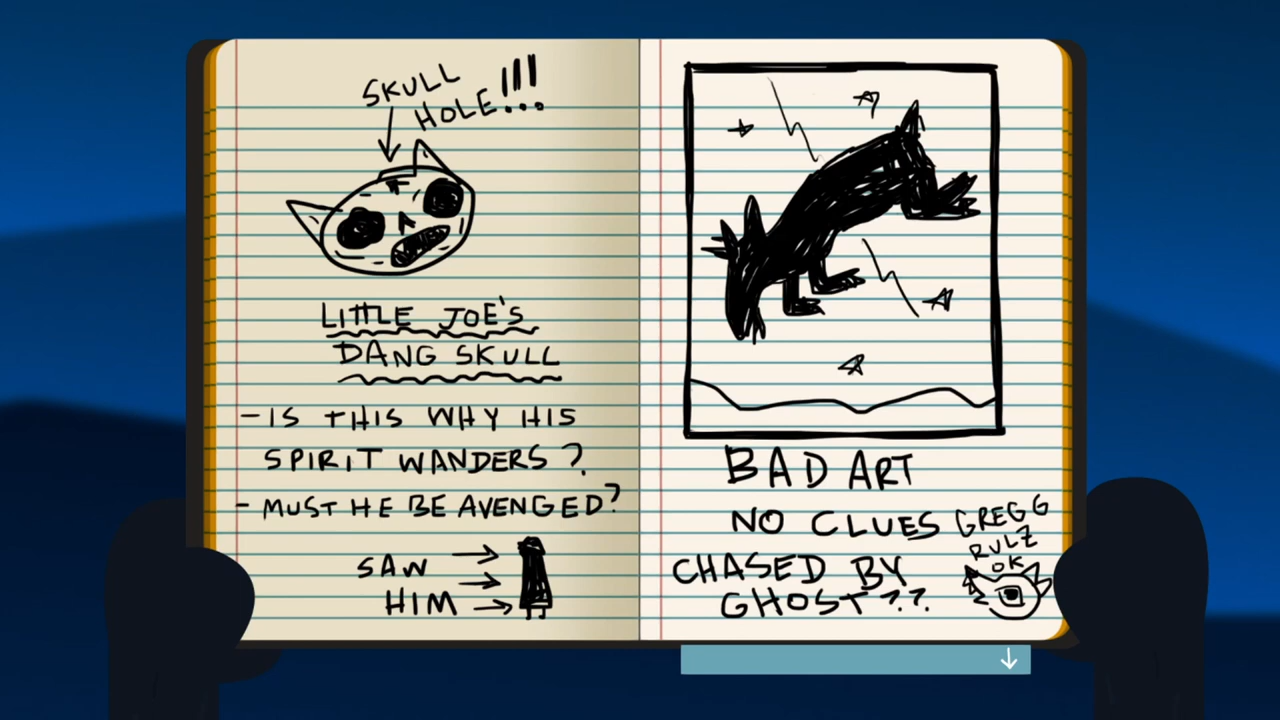 SKULL
HOLE!!!
LITTLE JOE'S
DANG SKULL
- IS THIS WHY HIS
SPIRIT WANDERS?
- MUST HE BE AVENGED?
SAW
HIM
BAD ART
NO CLUES
CHASED BY
GHOST??
GREGG
RULZ
OK